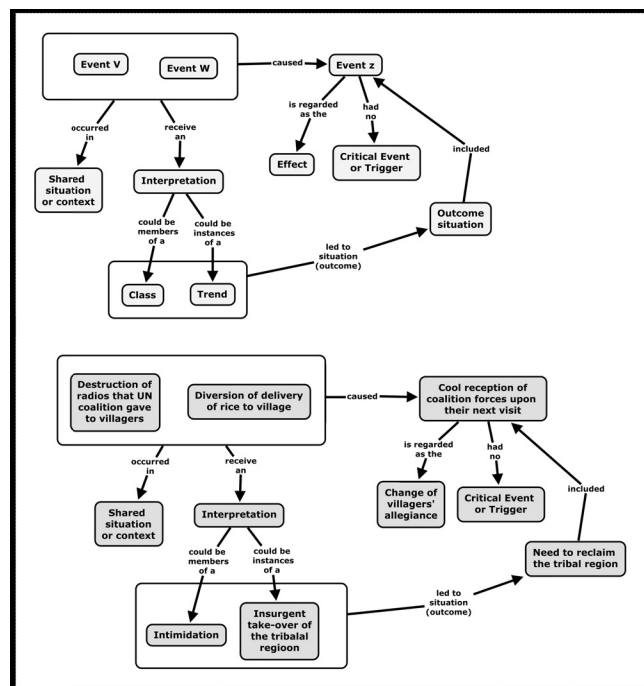 Event V
Event W
caused
Event z
occurred
in
receive
an
is regarded
as the
had
no
included
Shared
situation
or context
Interpretation
Effect
Critical Event
or Trigger
could be
members
of a
could be
instances
of a
Outcome
situation
led to
situation
(outcome)
Class
Trend
Destruction of
radios that UN
coalition gave
to villagers
Diversion of delivery
of rice to village
caused
Cool reception of
coalition forces upon
their next visit
occurred
in
receive
an
is regarded
as the
had
no
included
Shared
situation
or context
Interpretation
Change of
villagers'
allegiance
Critical Event
or Trigger
could be
members
of a
could be
instances
of a
Need to reclaim
the tribal region
led to
situation
(outcome)
Intimidation
Insurgent
take-over of
the tribalal
regioon